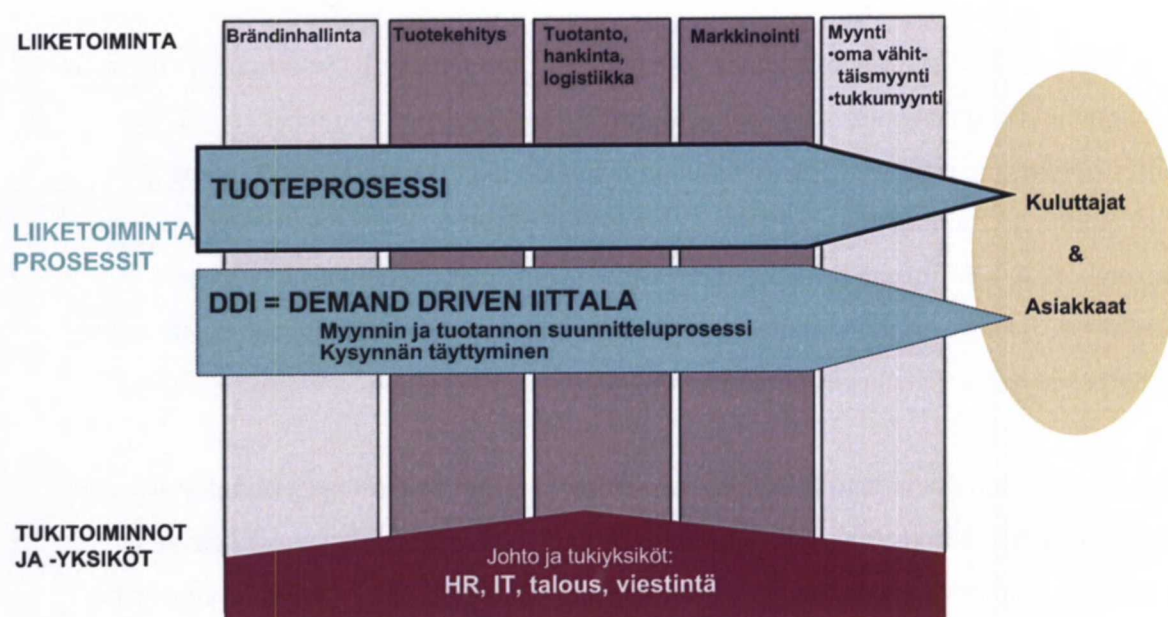 LIIKETOIMINTA
Brändinhallinta
Tuotekehitys
Tuotanto,
hankinta,
logistiikka
Markkinointi
Myynti
•oma vähit-
täismyynti
•tukkumyynti
LIIKETOIMINTA
PROSESSIT
TUOTEPROSESSI
DDI = DEMAND DRIVEN IITTALA
Myynnin ja tuotannon suunnitteluprosessi
Kysynnän täyttyminen
Kuluttajat
&
Asiakkaat
TUKITOIMINNOT
JA -YKSIKÖT
Johto ja tukiyksiköt:
HR, IT, talous, viestintä